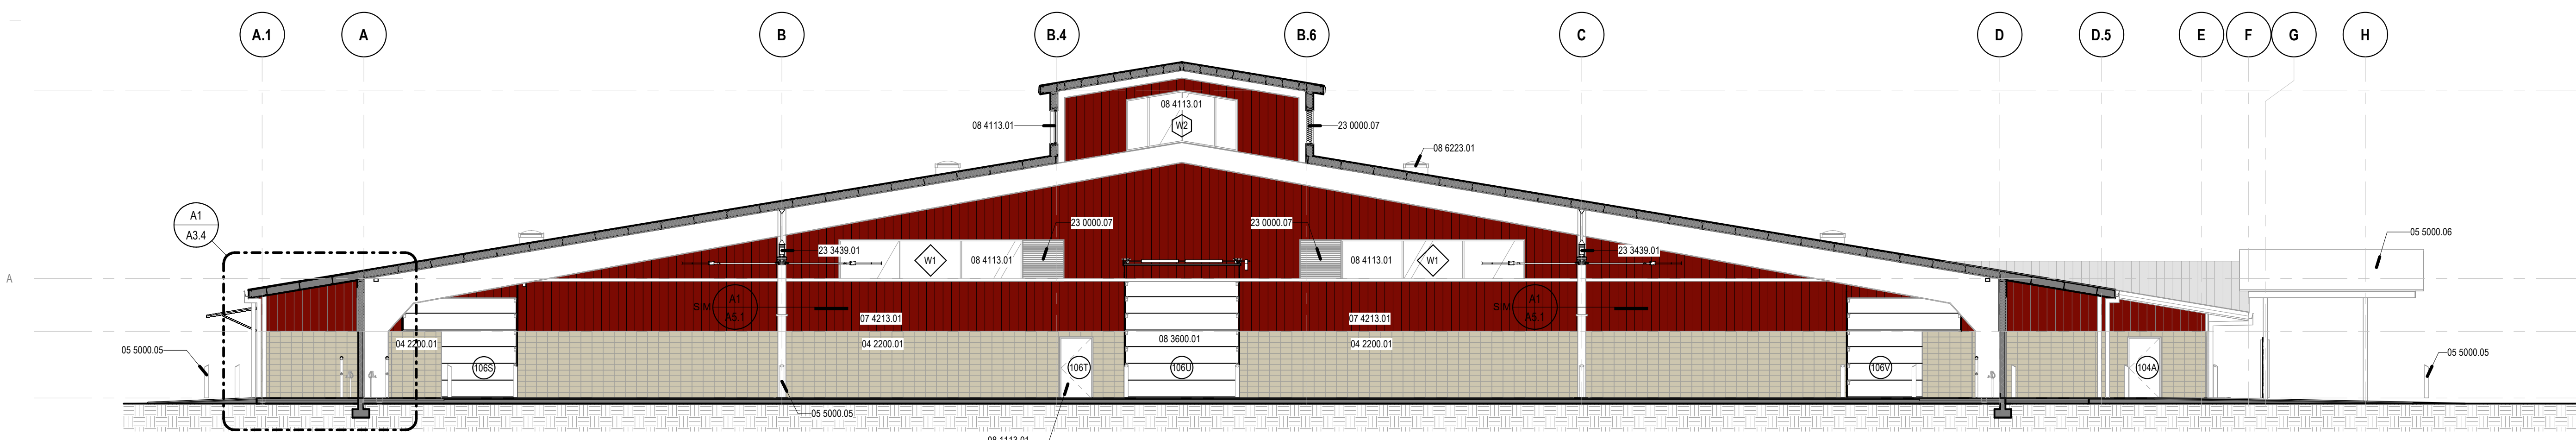 A.1 A B B.4 B.6 C D D.5 E F G H
08 4113.01
08 4113.01
W2
23 0000.07
08 6223.01
A1
A3.4
23 0000.07
23 0000.07
05 5000.06
23 3439.01
W1
08 4113.01
08 4113.01
W1
23 3439.01
A
SIM
A1
A5.1
SIM
A1
A5.1
07 4213.01
07 4213.01
04 2200.01
04 2200.01
08 3600.01
04 2200.01
05 5000.05
05 5000.05
106S
106T
106U
106V
104A
05 5000.05
08 1113.01